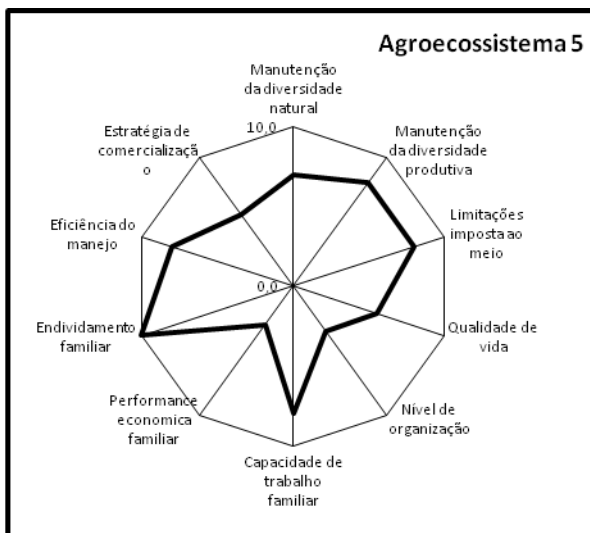 Agroecossistema 5
Manutenção
da diversidade
natural
10,0
Manutenção
da diversidade
produtiva
Limitações
imposta ao
meio
Qualidade de
vida
Nível de
organização
Capacidade de
trabalho
familiar
Performance
economica
familiar
Endividamento
familiar
Eficiência do
manejo
Estratégia de
comercializaçã
o
0,0